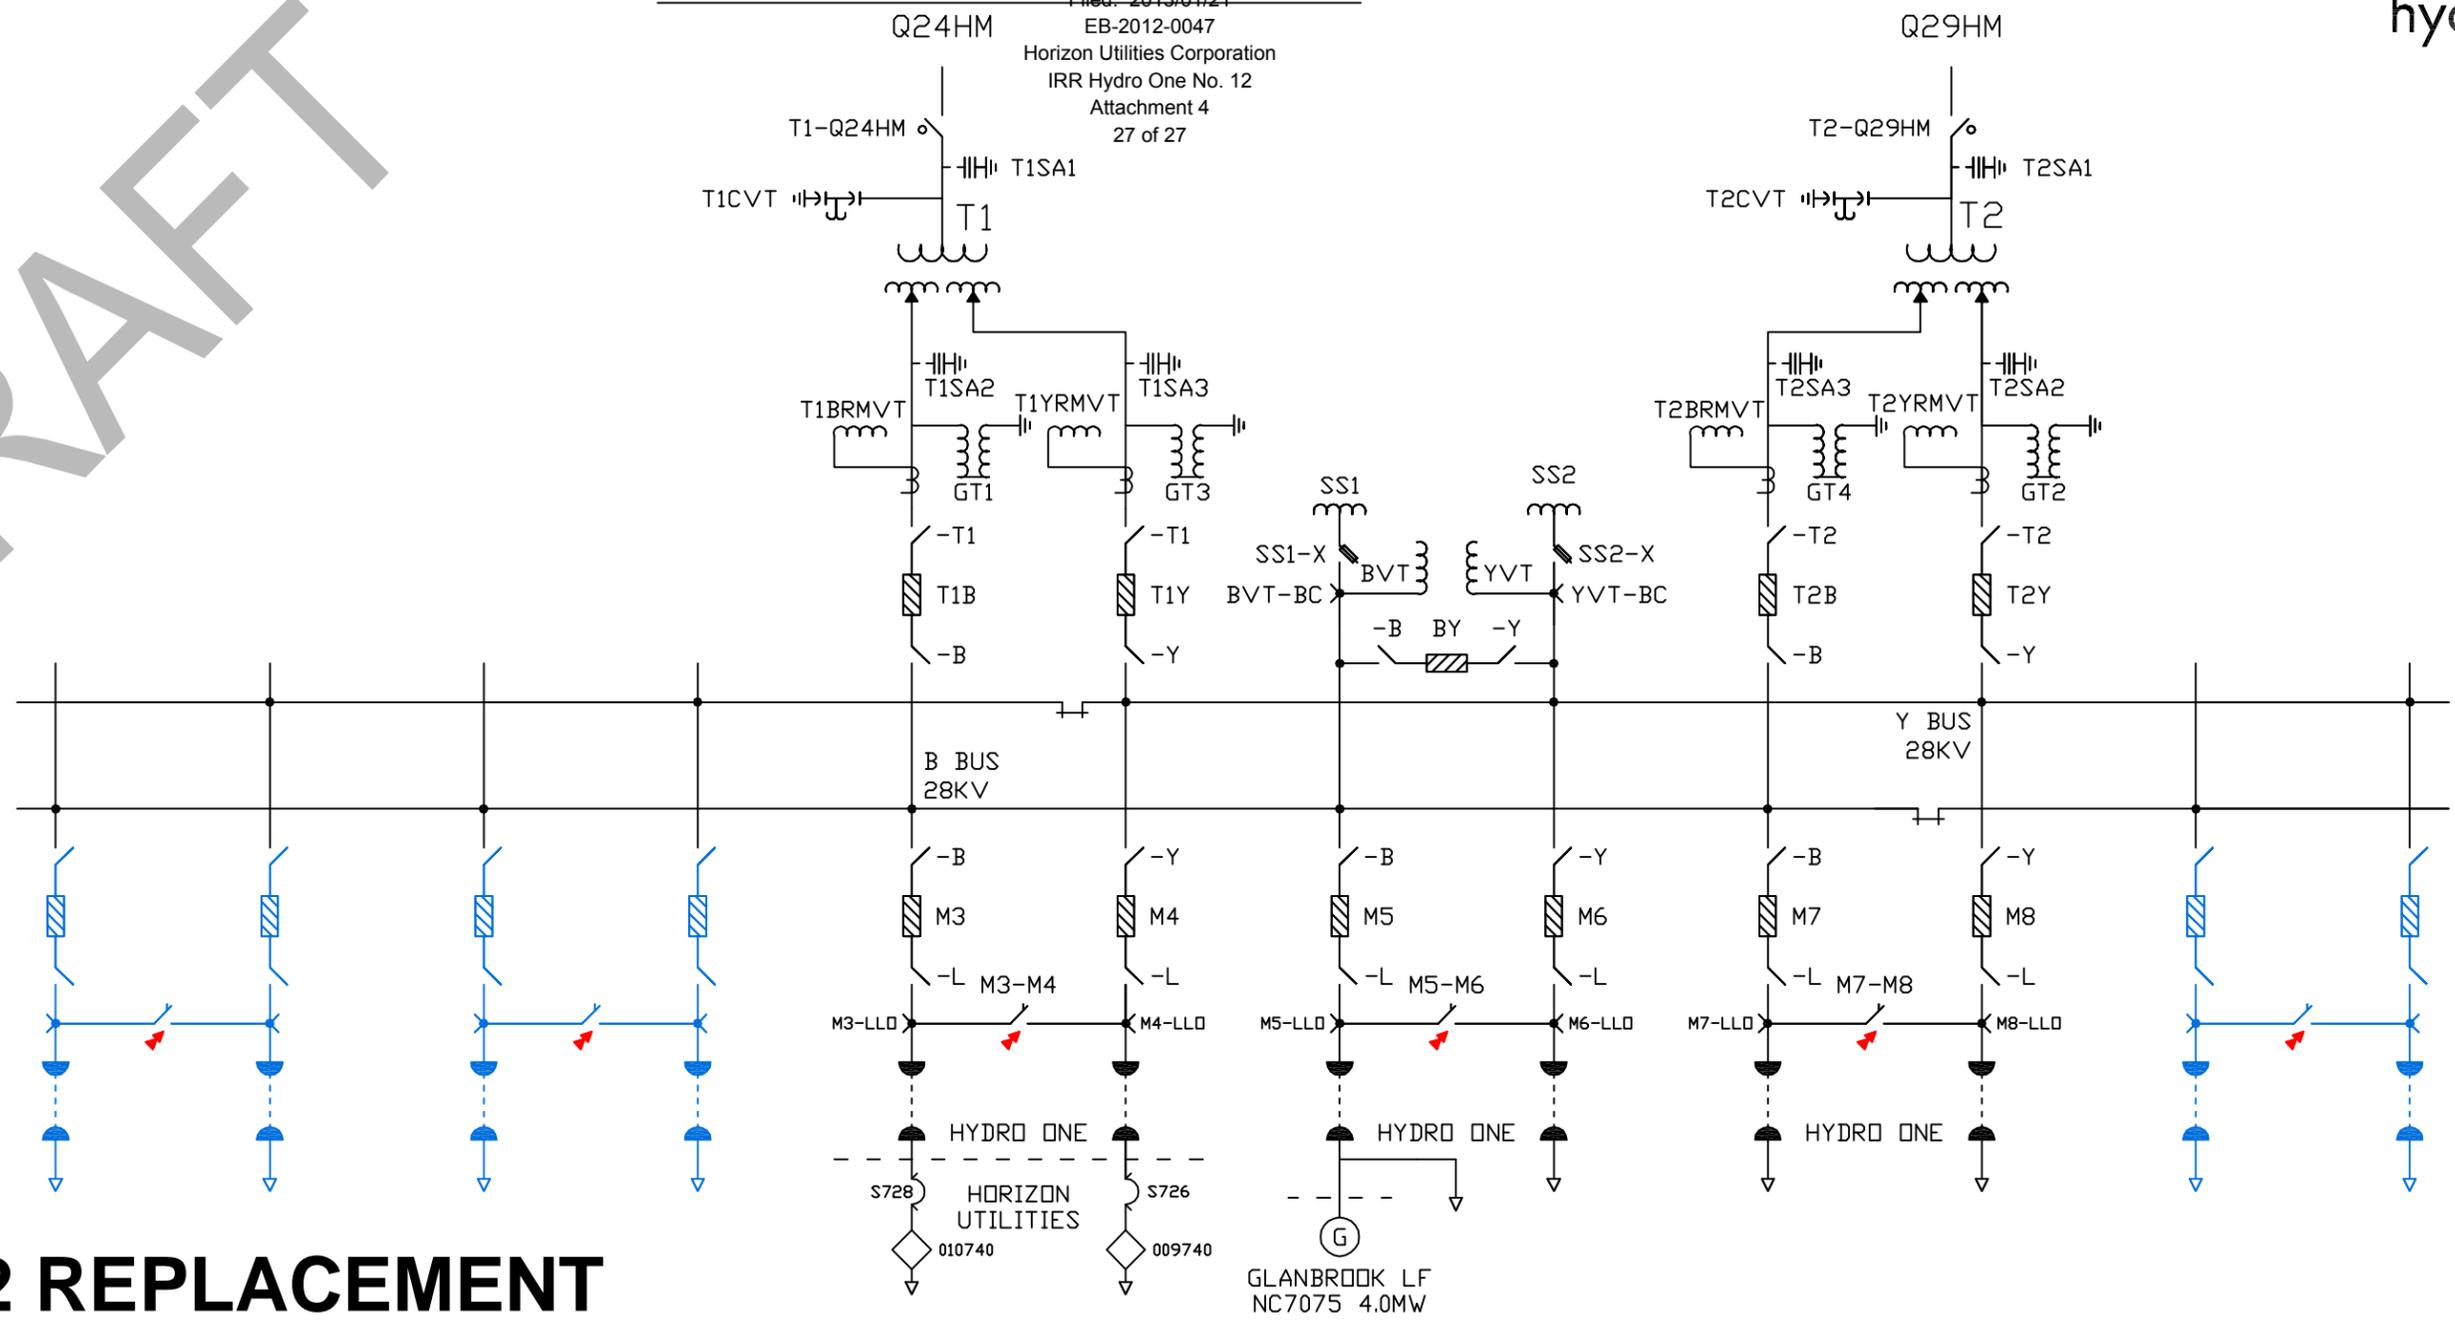 Filed: 2013/01/21
Q24HM
EB-2012-0047
Q29HM
Horizon Utilities Corporation
IRR Hydro One No. 12
Attachment 4
27 of 27
T1-Q24HM
T2-Q29HM
T1SA1
T2SA1
T1CVT
T2CVT
T1
T2
T1SA2
T1SA3
T2SA3
T2SA2
T1BRMVT
T1YRMVT
T2BRMVT
T2YRMVT
GT1
GT3
SS1
SS2
GT4
GT2
-T1
-T1
-T2
-T2
SS1-X
BVT
YVT
SS2-X
T1B
T1Y
BVT-BC
YVT-BC
T2B
T2Y
-B
BY
-Y
-B
-Y
-B
-Y
Y BUS
28KV
B BUS
28KV
-B
-Y
-B
-Y
-B
-Y
M3
M4
M5
M6
M7
M8
-L
M3-M4
-L
-L
M5-M6
-L
-L
M7-M8
-L
M3-LLO
M4-LLO
M5-LLO
M6-LLO
M7-LLO
M8-LLO
HYDRO ONE
HYDRO ONE
HYDRO ONE
S728
HORIZON
UTILITIES
S726
010740
009740
G
GLANBROOK LF
NC7075 4.0MW
2 REPLACEMENT